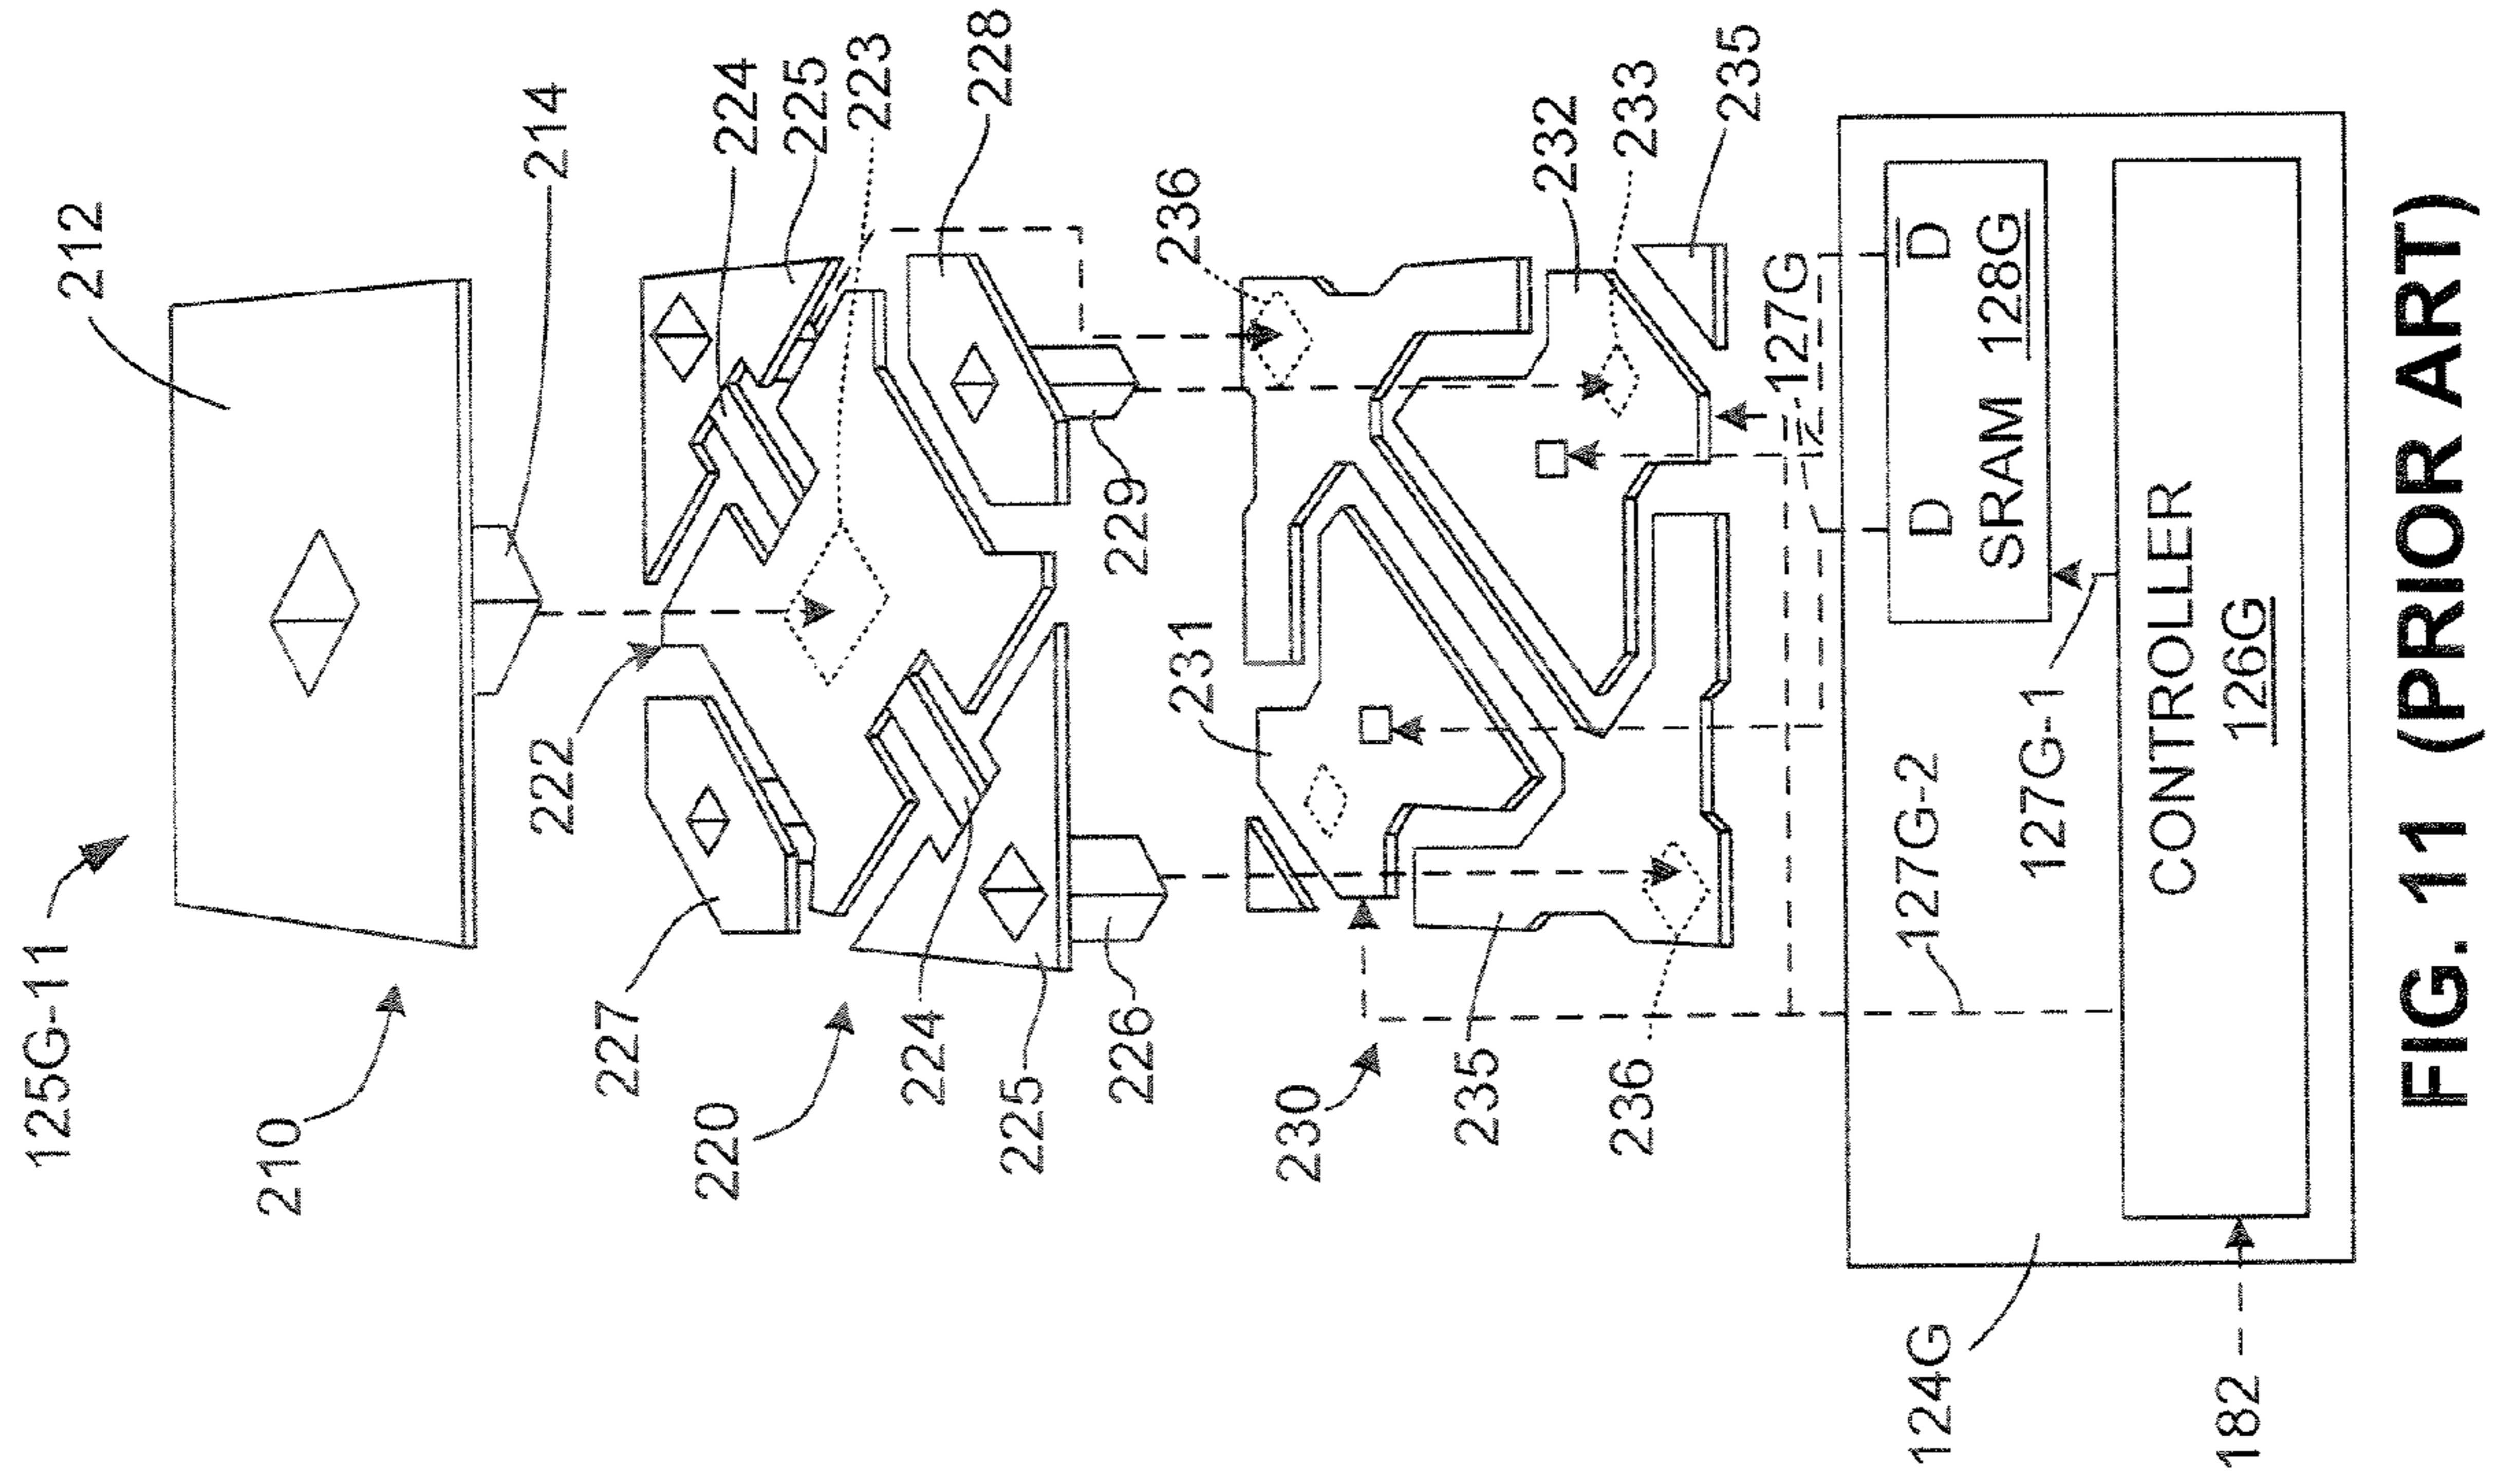 125G-11
212
214
210
222
224
225
223
228
227
220
224
225
226
229
236
231
232
233
235
230
235
236
127G
D D̅
SRAM 128G
127G-2
127G-1
CONTROLLER
126G
124G
182
FIG. 11 (PRIOR ART)